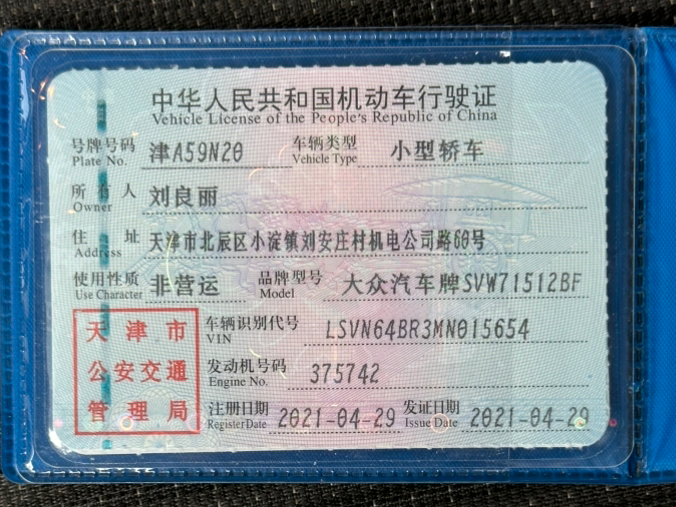 中华人民共和国机动车行驶证
Vehicle License of the People's Republic of China
号牌号码 津A59N20 车辆类型 小型轿车
Plate No. Vehicle Type
所有人 刘良丽
Owner
住址 天津市北辰区小淀镇刘安庄村机电公司路60号
Address
使用性质 非营运 品牌型号 大众汽车牌SVW71512BF
Use Character Model
天津市
公安交通
管理局
车辆识别代号 LSVN64BR3MN015654
VIN
发动机号码 375742
Engine No.
注册日期 2021-04-29 发证日期 2021-04-29
Register Date Issue Date